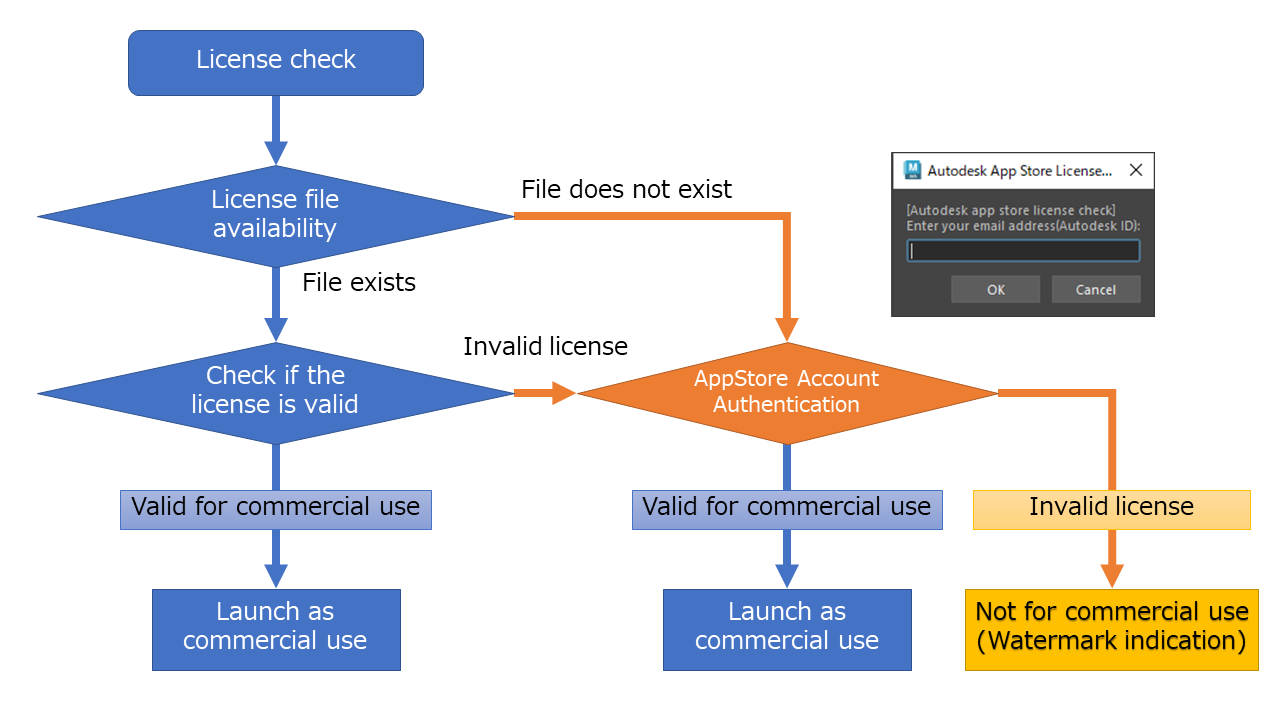 License check
License file
availability
File does not exist
File exists
Autodesk App Store License...
[Autodesk app store license check]
Enter your email address(Autodesk ID):
OK
Cancel
Invalid license
Check if the
license is valid
AppStore Account
Authentication
Valid for commercial use
Valid for commercial use
Invalid license
Launch as
commercial use
Launch as
commercial use
Not for commercial use
(Watermark indication)